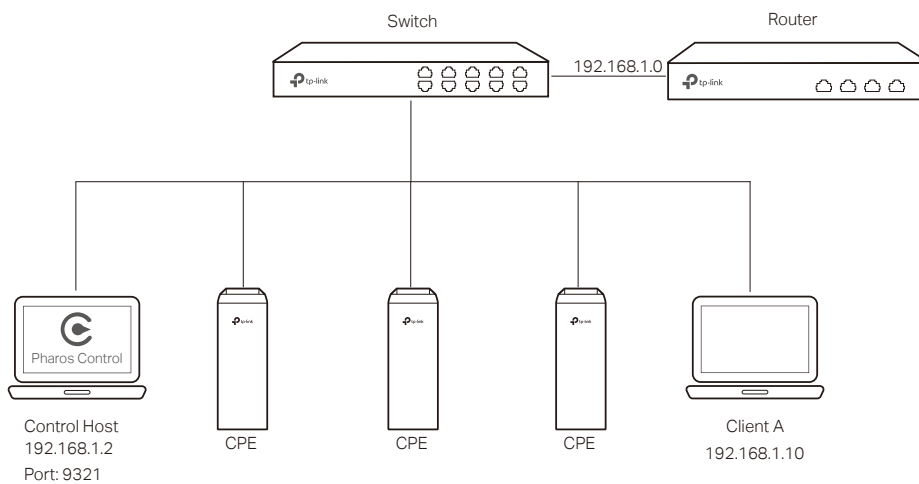 Switch
Router
tp-link
192.168.1.0
tp-link
Pharos Control
tp-link
tp-link
tp-link
Control Host
192.168.1.2
Port: 9321
CPE
CPE
CPE
Client A
192.168.1.10